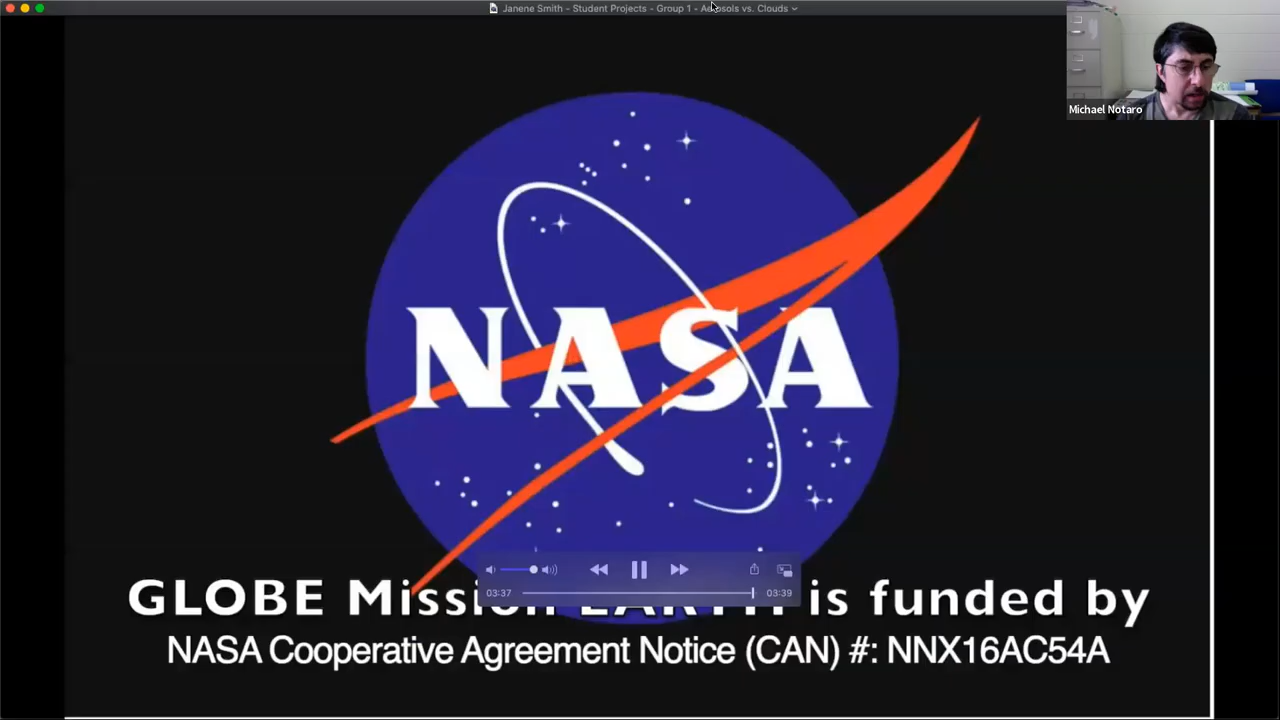 Janene Smith - Student Projects - Group 1 - Aerosols vs. Clouds
Michael Notaro
NASA
03:37
03:39
GLOBE Mission EARTH is funded by
NASA Cooperative Agreement Notice (CAN) #: NNX16AC54A